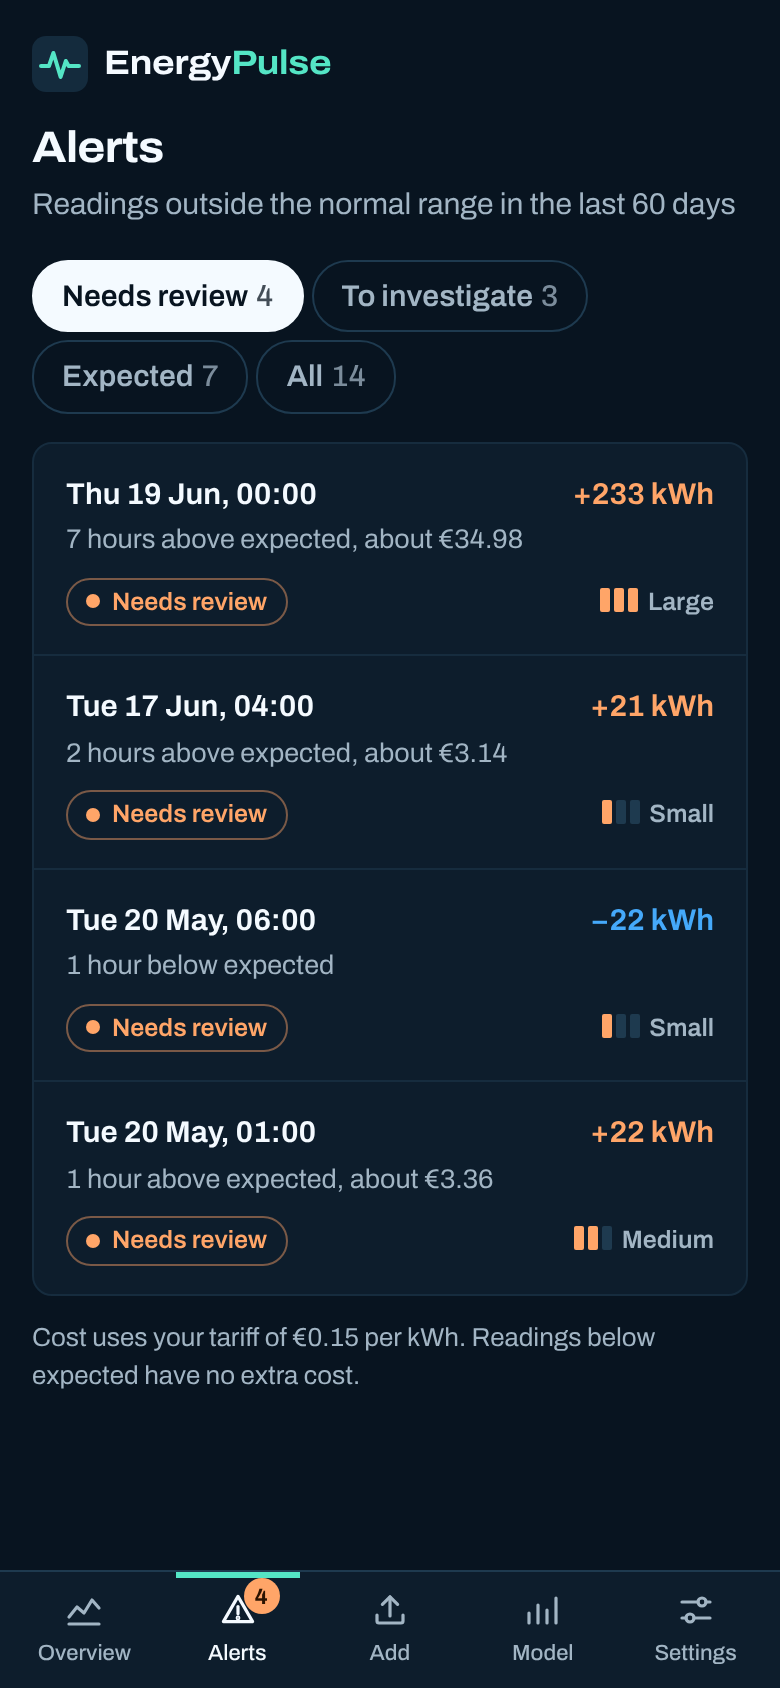 EnergyPulse
Alerts
Readings outside the normal range in the last 60 days
Needs review 4
To investigate 3
Expected 7
All 14
Thu 19 Jun, 00:00
+233 kWh
7 hours above expected, about €34.98
Needs review
Large
Tue 17 Jun, 04:00
+21 kWh
2 hours above expected, about €3.14
Needs review
Small
Tue 20 May, 06:00
−22 kWh
1 hour below expected
Needs review
Small
Tue 20 May, 01:00
+22 kWh
1 hour above expected, about €3.36
Needs review
Medium
Cost uses your tariff of €0.15 per kWh. Readings below
expected have no extra cost.
4
Overview
Alerts
Add
Model
Settings